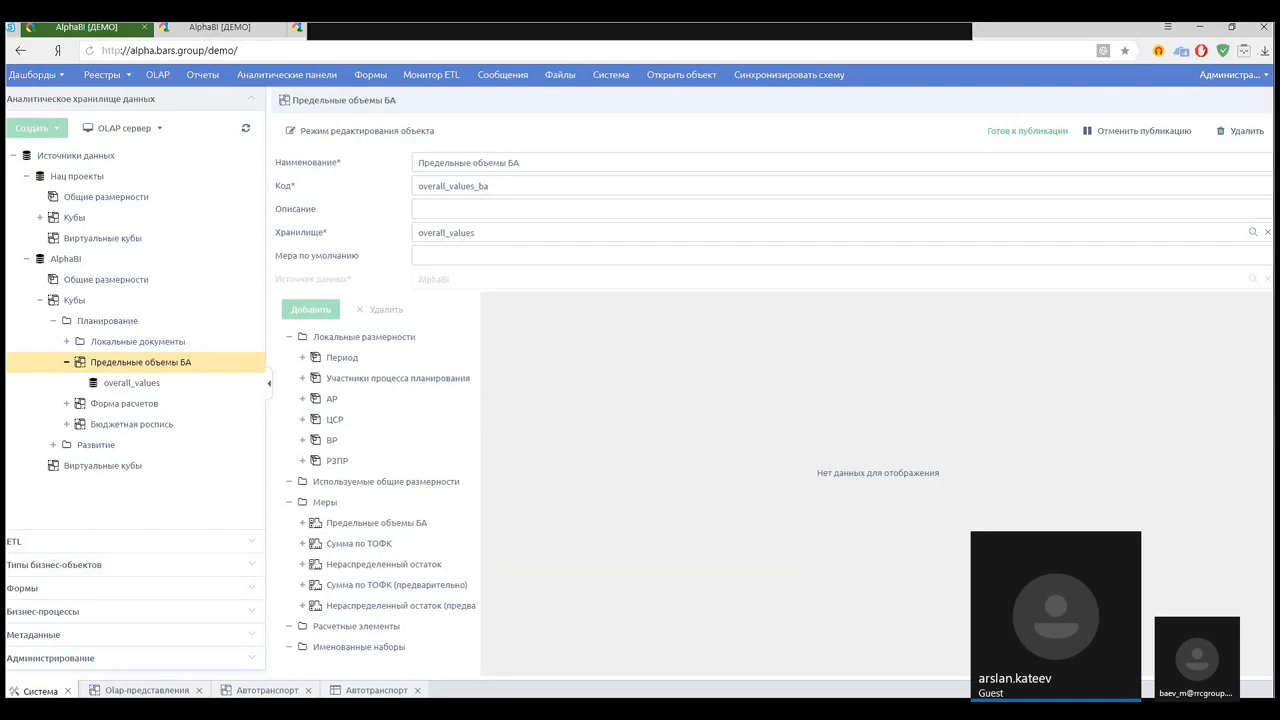 AlphaBI [ДЕМО]
AlphaBI [ДЕМО]
Я
http://alpha.bars.group/demo/
Дашборды
Реестры
OLAP
Отчеты
Аналитические панели
Формы
Монитор ETL
Сообщения
Файлы
Система
Открыть объект
Синхронизировать схему
Администра...
Аналитическое хранилище данных
Создать
OLAP сервер
Источники данных
Нац проекты
Общие размерности
Кубы
Виртуальные кубы
AlphaBI
Общие размерности
Кубы
Планирование
Локальные документы
Предельные объемы БА
overall_values
Форма расчетов
Бюджетная роспись
Развитие
Виртуальные кубы
ETL
Типы бизнес-объектов
Формы
Бизнес-процессы
Метаданные
Администрирование
Предельные объемы БА
Режим редактирования объекта
Готов к публикации
Отменить публикацию
Удалить
Наименование*
Предельные объемы БА
Код*
overall_values_ba
Описание
Хранилище*
overall_values
Мера по умолчанию
Источник данных*
AlphaBI
Добавить
Удалить
Локальные размерности
Период
Участники процесса планирования
АР
ЦСР
ВР
РЗПР
Используемые общие размерности
Меры
Предельные объемы БА
Сумма по ТОФК
Нераспределенный остаток
Сумма по ТОФК (предварительно)
Нераспределенный остаток (предва
Расчетные элементы
Именованные наборы
Нет данных для отображения
arslan.kateev
Guest
baev_m@rrcgroup....
Система
Olap-представления
Автотранспорт
Автотранспорт